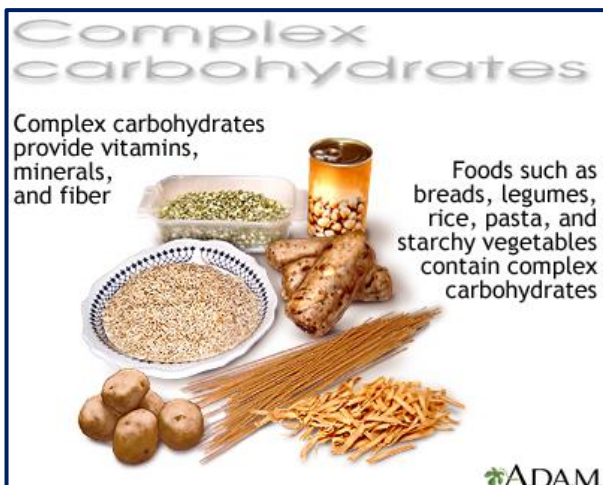 Complex
carbohydrates
Complex carbohydrates
provide vitamins,
minerals,
and fiber
Foods such as
breads, legumes,
rice, pasta, and
starchy vegetables
contain complex
carbohydrates
ADAM